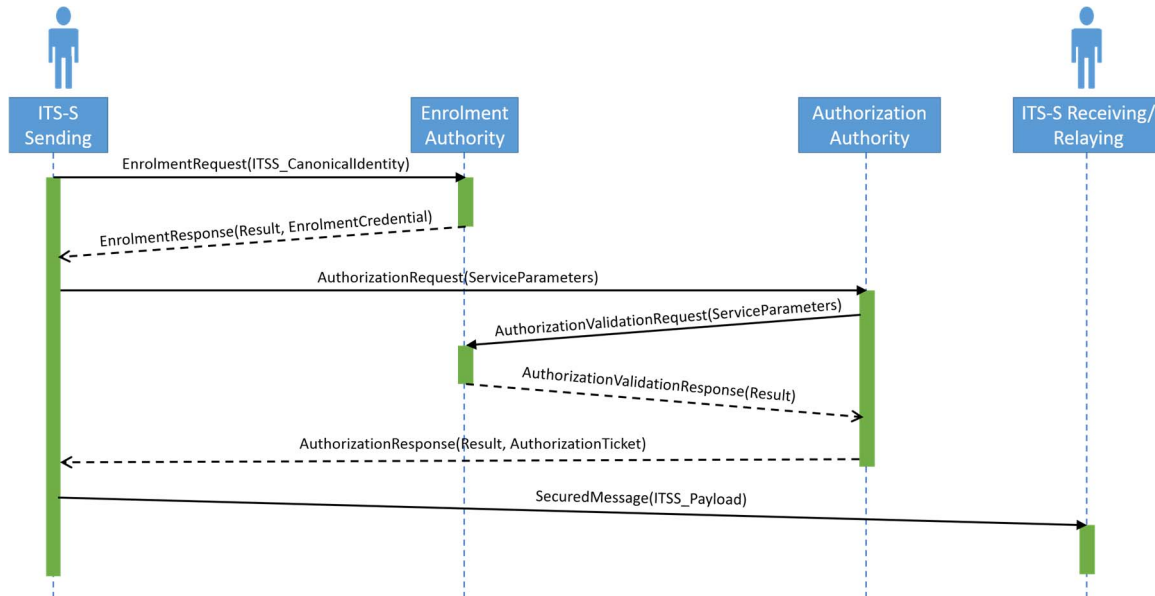 ITS-S
Sending
Enrolment
Authority
Authorization
Authority
ITS-S Receiving/
Relaying
EnrolmentRequest(ITSS_CanonicalIdentity)
EnrolmentResponse(Result, EnrolmentCredential)
AuthorizationRequest(ServiceParameters)
AuthorizationValidationRequest(ServiceParameters)
AuthorizationValidationResponse(Result)
AuthorizationResponse(Result, AuthorizationTicket)
SecuredMessage(ITSS_Payload)